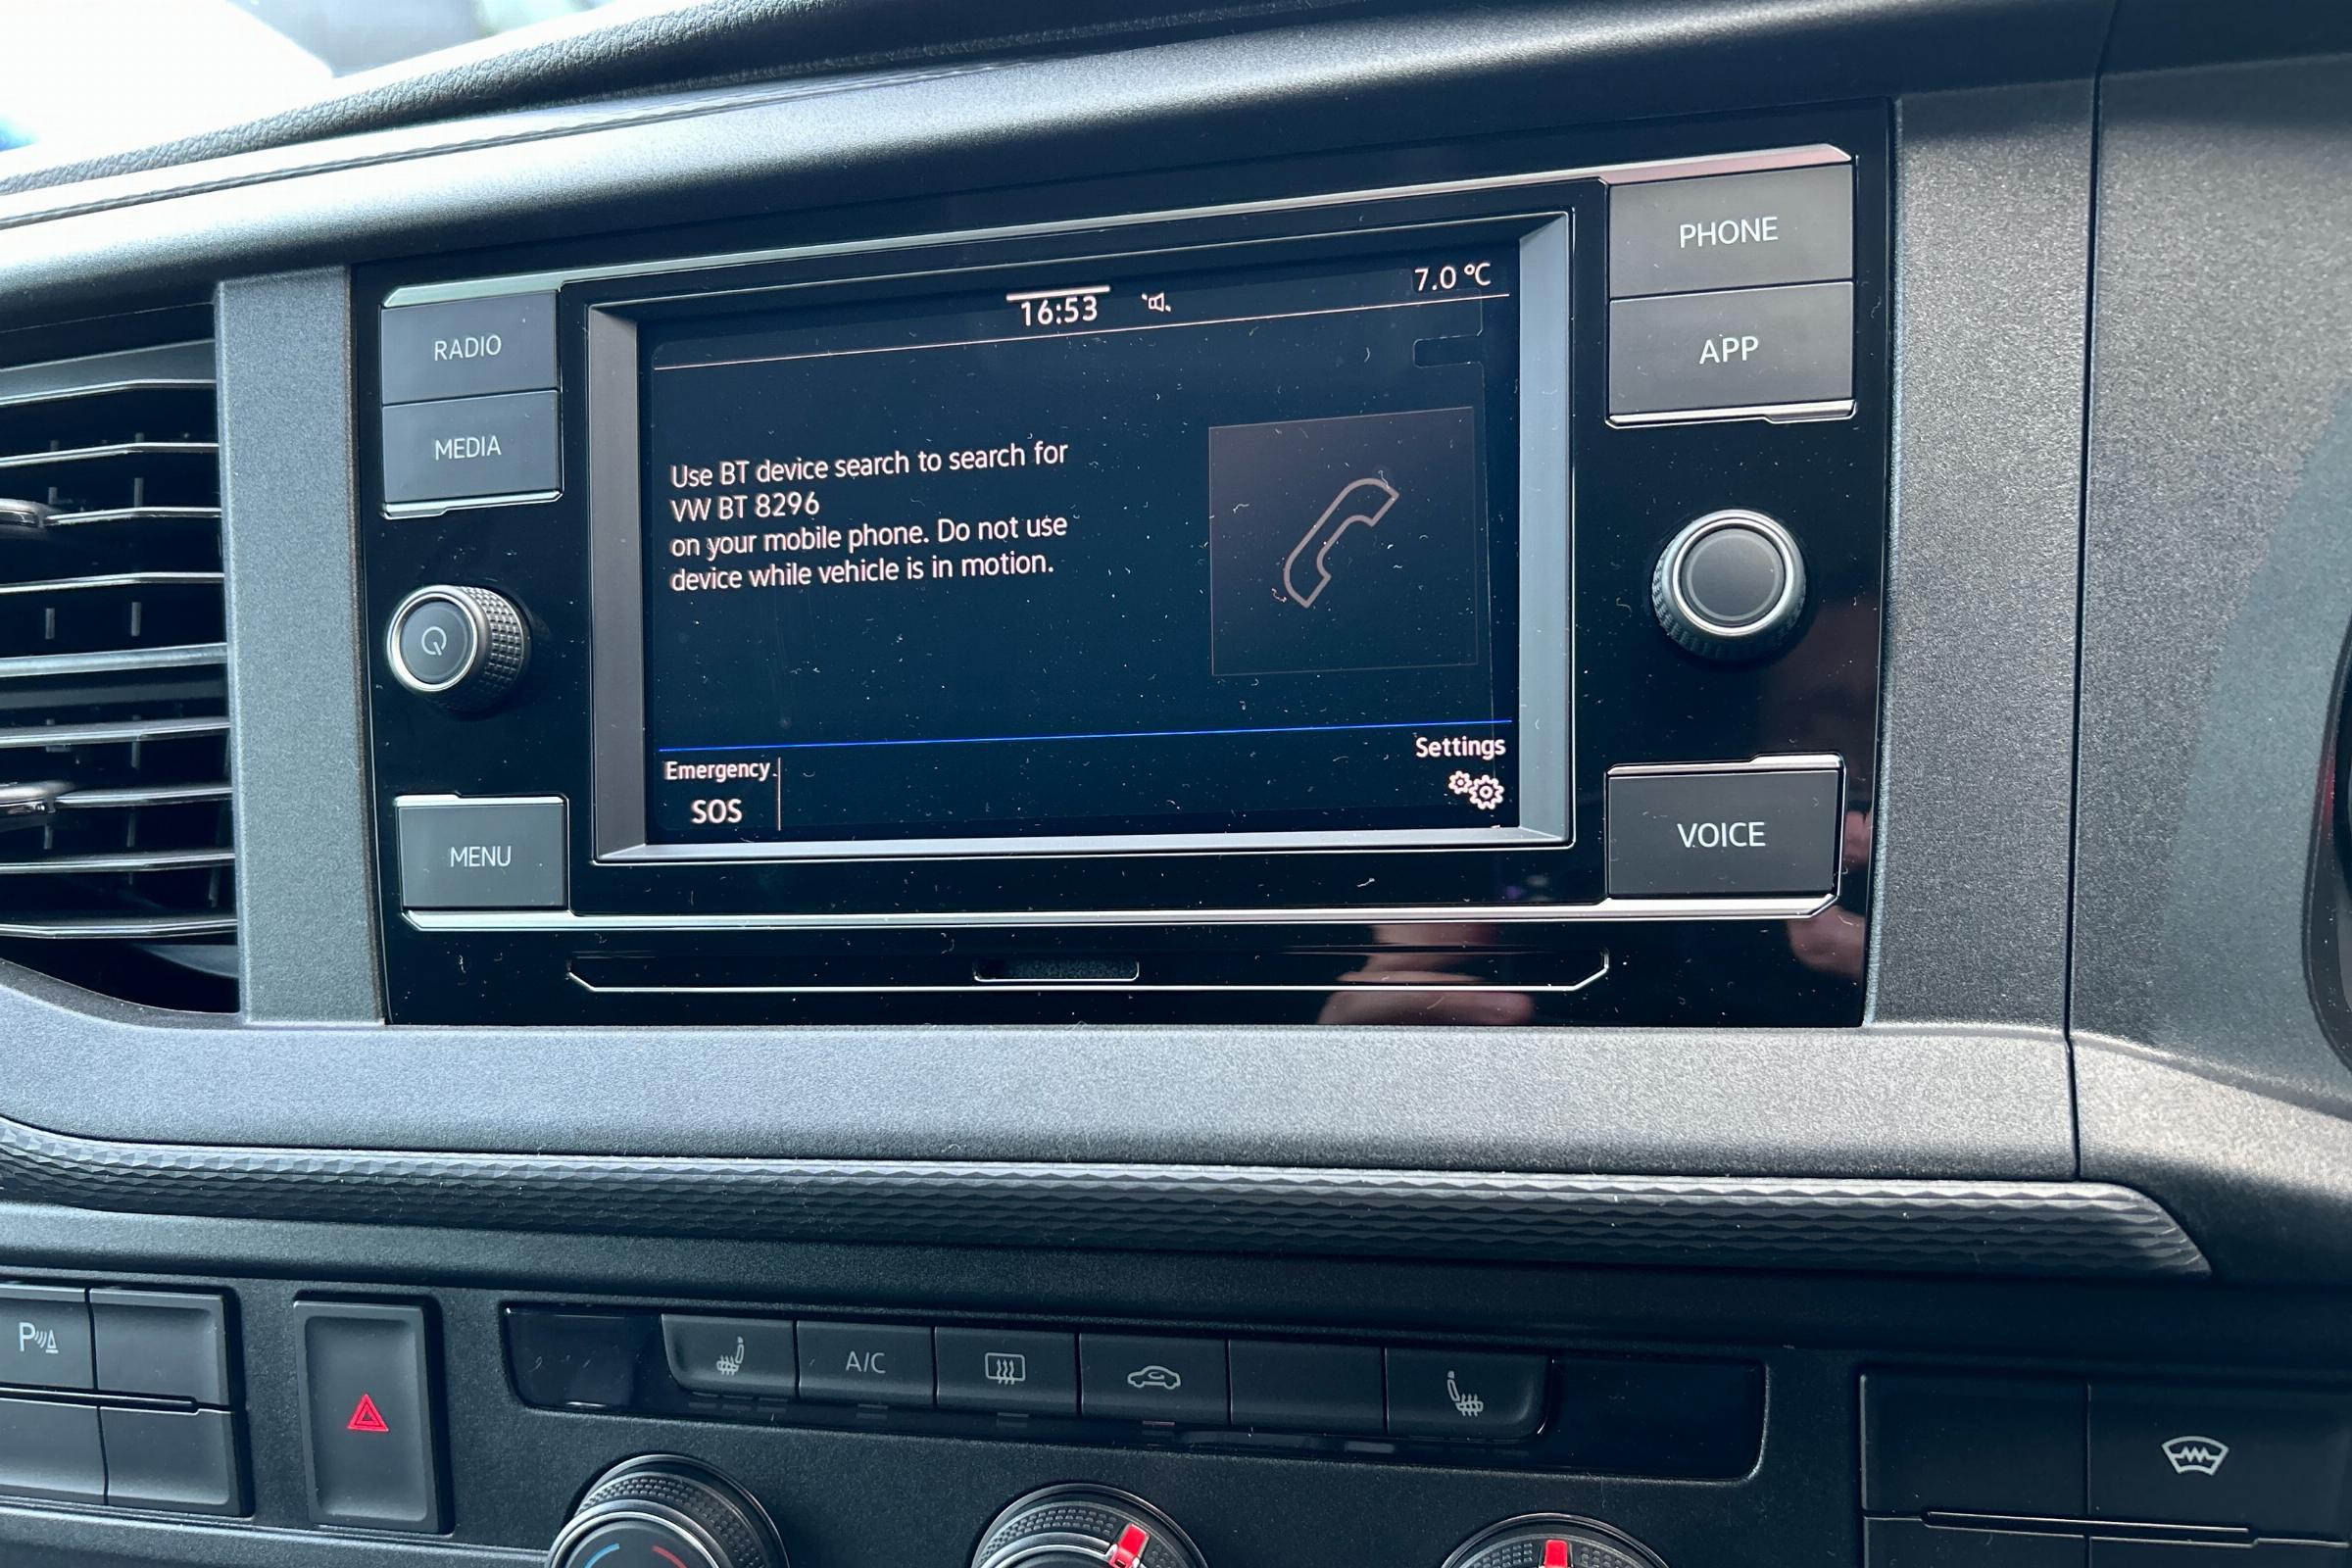 RADIO
MEDIA
MENU
16:53
7.0 °C
Use BT device search to search for
VW BT 8296
on your mobile phone. Do not use
device while vehicle is in motion.
Emergency
SOS
Settings
PHONE
APP
VOICE
P
A/C